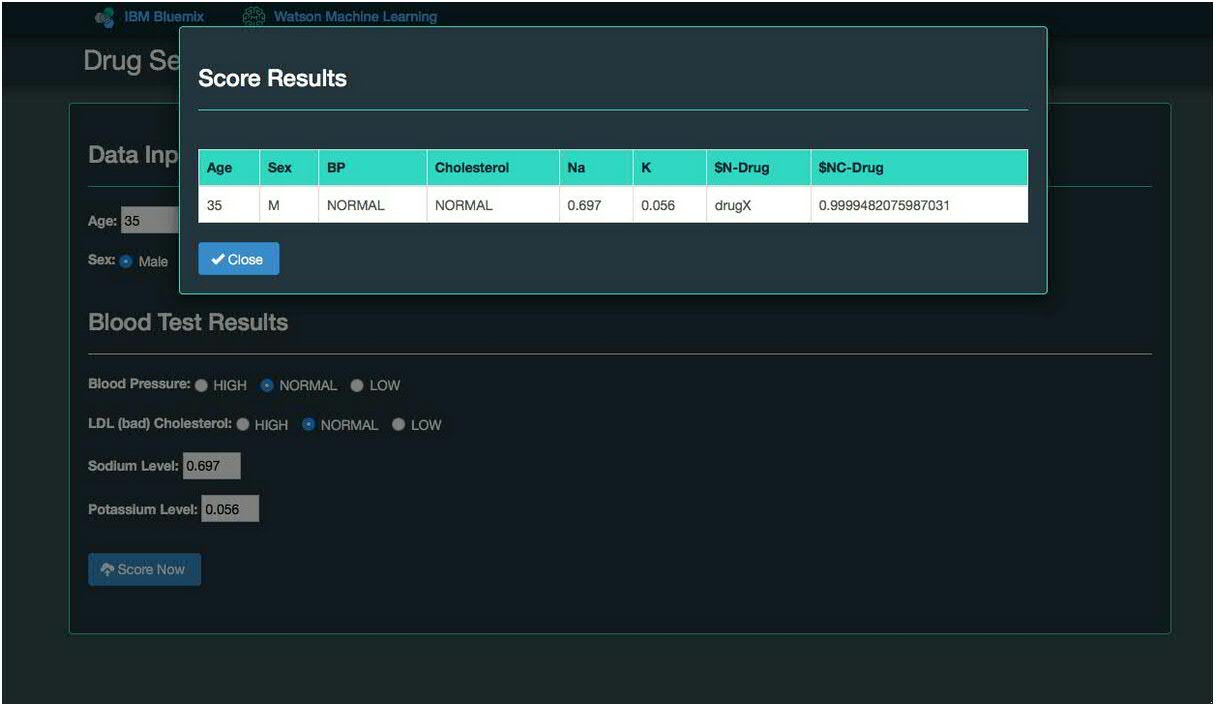 IBM Bluemix Watson Machine Learning
Drug Se
Score Results
Age Sex BP Cholesterol Na K $N-Drug $NC-Drug
35 M NORMAL NORMAL 0.697 0.056 drugX 0.9999482075987031
Close
Data Inp
Age: 35
Sex: Male
Blood Test Results
Blood Pressure: HIGH NORMAL LOW
LDL (bad) Cholesterol: HIGH NORMAL LOW
Sodium Level: 0.697
Potassium Level: 0.056
Score Now